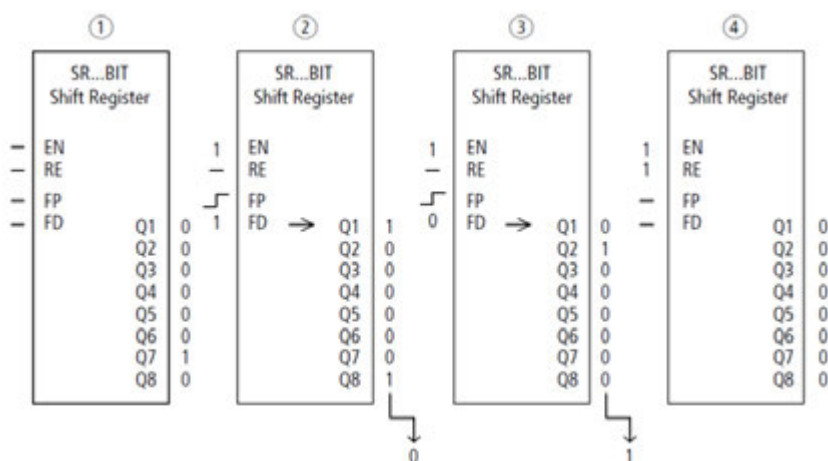 ① ② ③ ④
SR...BIT SR...BIT SR...BIT SR...BIT
Shift Register Shift Register Shift Register Shift Register
– EN 1 EN 1 EN 1 EN
– RE – RE – RE 1 RE
– FP FP FP – FP
– FD Q1 0 1 FD → Q1 1 0 FD → Q1 0 – FD Q1 0
Q2 0 Q2 0 Q2 1 Q2 0
Q3 0 Q3 0 Q3 0 Q3 0
Q4 0 Q4 0 Q4 0 Q4 0
Q5 0 Q5 0 Q5 0 Q5 0
Q6 0 Q6 0 Q6 0 Q6 0
Q7 1 Q7 0 Q7 0 Q7 0
Q8 0 Q8 1 Q8 0 Q8 0
0 1